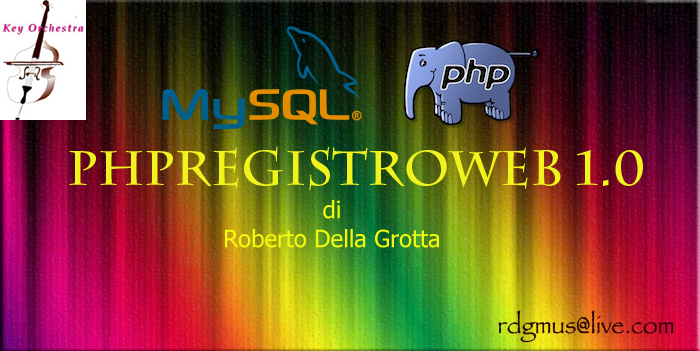 Key Orchestra
MySQL®
php
PHPREGISTROWEB 1.0
di
Roberto Della Grotta
rdgmus@live.com